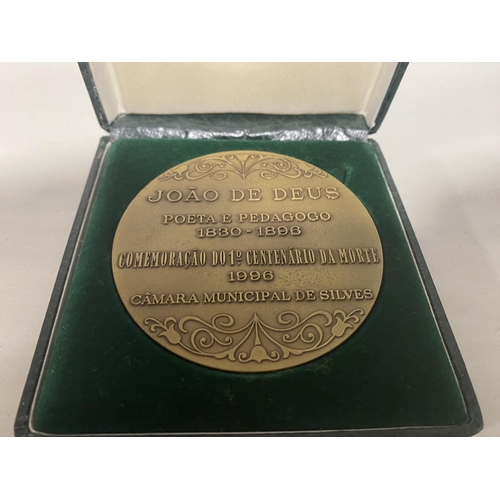 JOÃO DE DEUS
POETA E PEDAGOGO
1830-1896
COMEMORAÇÃO DO 1º CENTENÁRIO DA MORTE
1996
CÂMARA MUNICIPAL DE SILVES